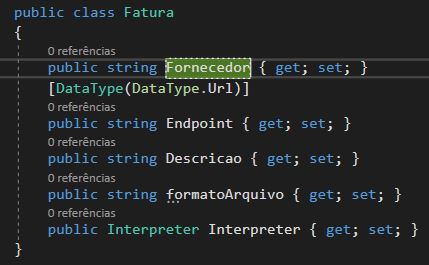 public class Fatura
{
0 referências
public string Fornecedor { get; set; }
[DataType(DataType.Url)]
0 referências
public string Endpoint { get; set; }
0 referências
public string Descricao { get; set; }
0 referências
public string formatoArquivo { get; set; }
0 referências
public Interpreter Interpreter { get; set; }
}